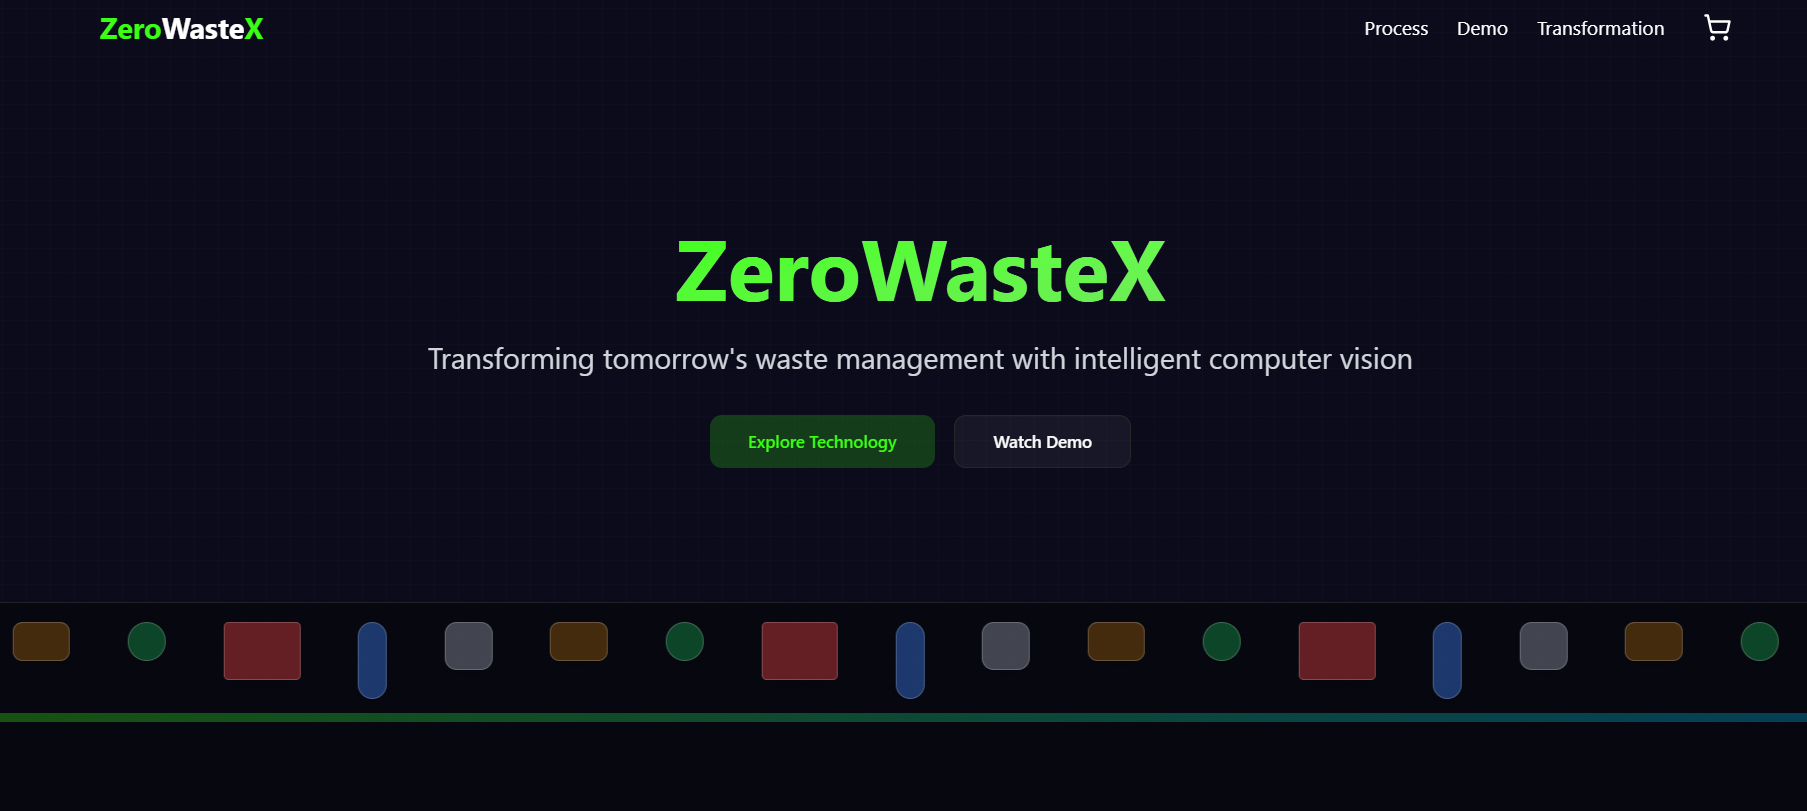 ZeroWasteX
Process Demo Transformation
ZeroWasteX
Transforming tomorrow's waste management with intelligent computer vision
Explore Technology
Watch Demo